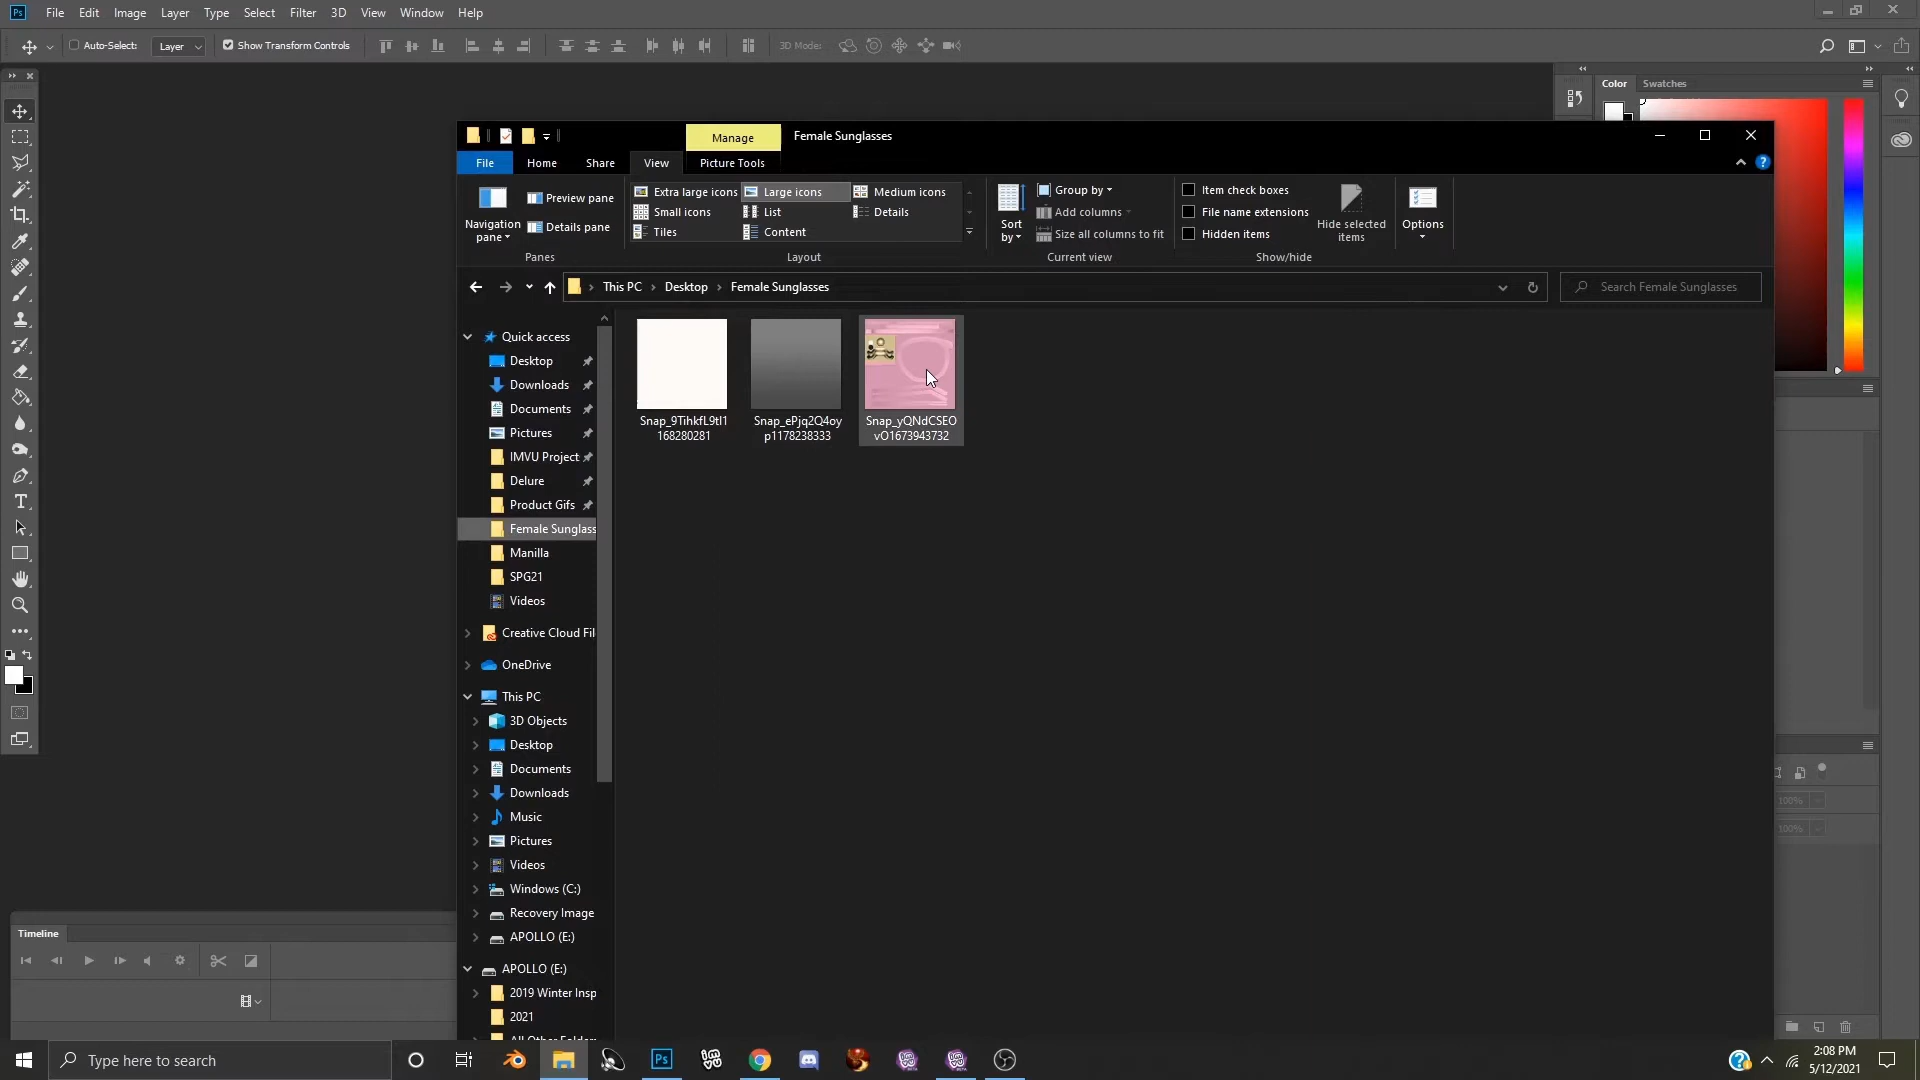 Ps File Edit Image Layer Type Select Filter 3D View Window Help
Auto-Select: Layer Show Transform Controls 3D Mode:
Color Swatches
Manage Female Sunglasses
File Home Share View Picture Tools
Navigation pane
Preview pane
Details pane
Panes
Extra large icons Large icons Medium icons
Small icons List Details
Tiles Content
Layout
Sort by
Group by
Add columns
Size all columns to fit
Current view
Item check boxes
File name extensions
Hidden items
Hide selected items
Show/hide
Options
This PC > Desktop > Female Sunglasses
Search Female Sunglasses
Quick access
Desktop
Downloads
Documents
Pictures
IMVU Project
Delure
Product Gifs
Female Sunglass
Manilla
SPG21
Videos
Creative Cloud Fil
OneDrive
This PC
3D Objects
Desktop
Documents
Downloads
Music
Pictures
Videos
Windows (C:)
Recovery Image
APOLLO (E:)
APOLLO (E:)
2019 Winter Insp
2021
Snap_9TihkfL9tI1
168280281
Snap_ePjq2Q4oy
p1178238333
Snap_yQNdCSEO
vO1673943732
100%
100%
Timeline
Type here to search
Ps
2:08 PM
5/12/2021